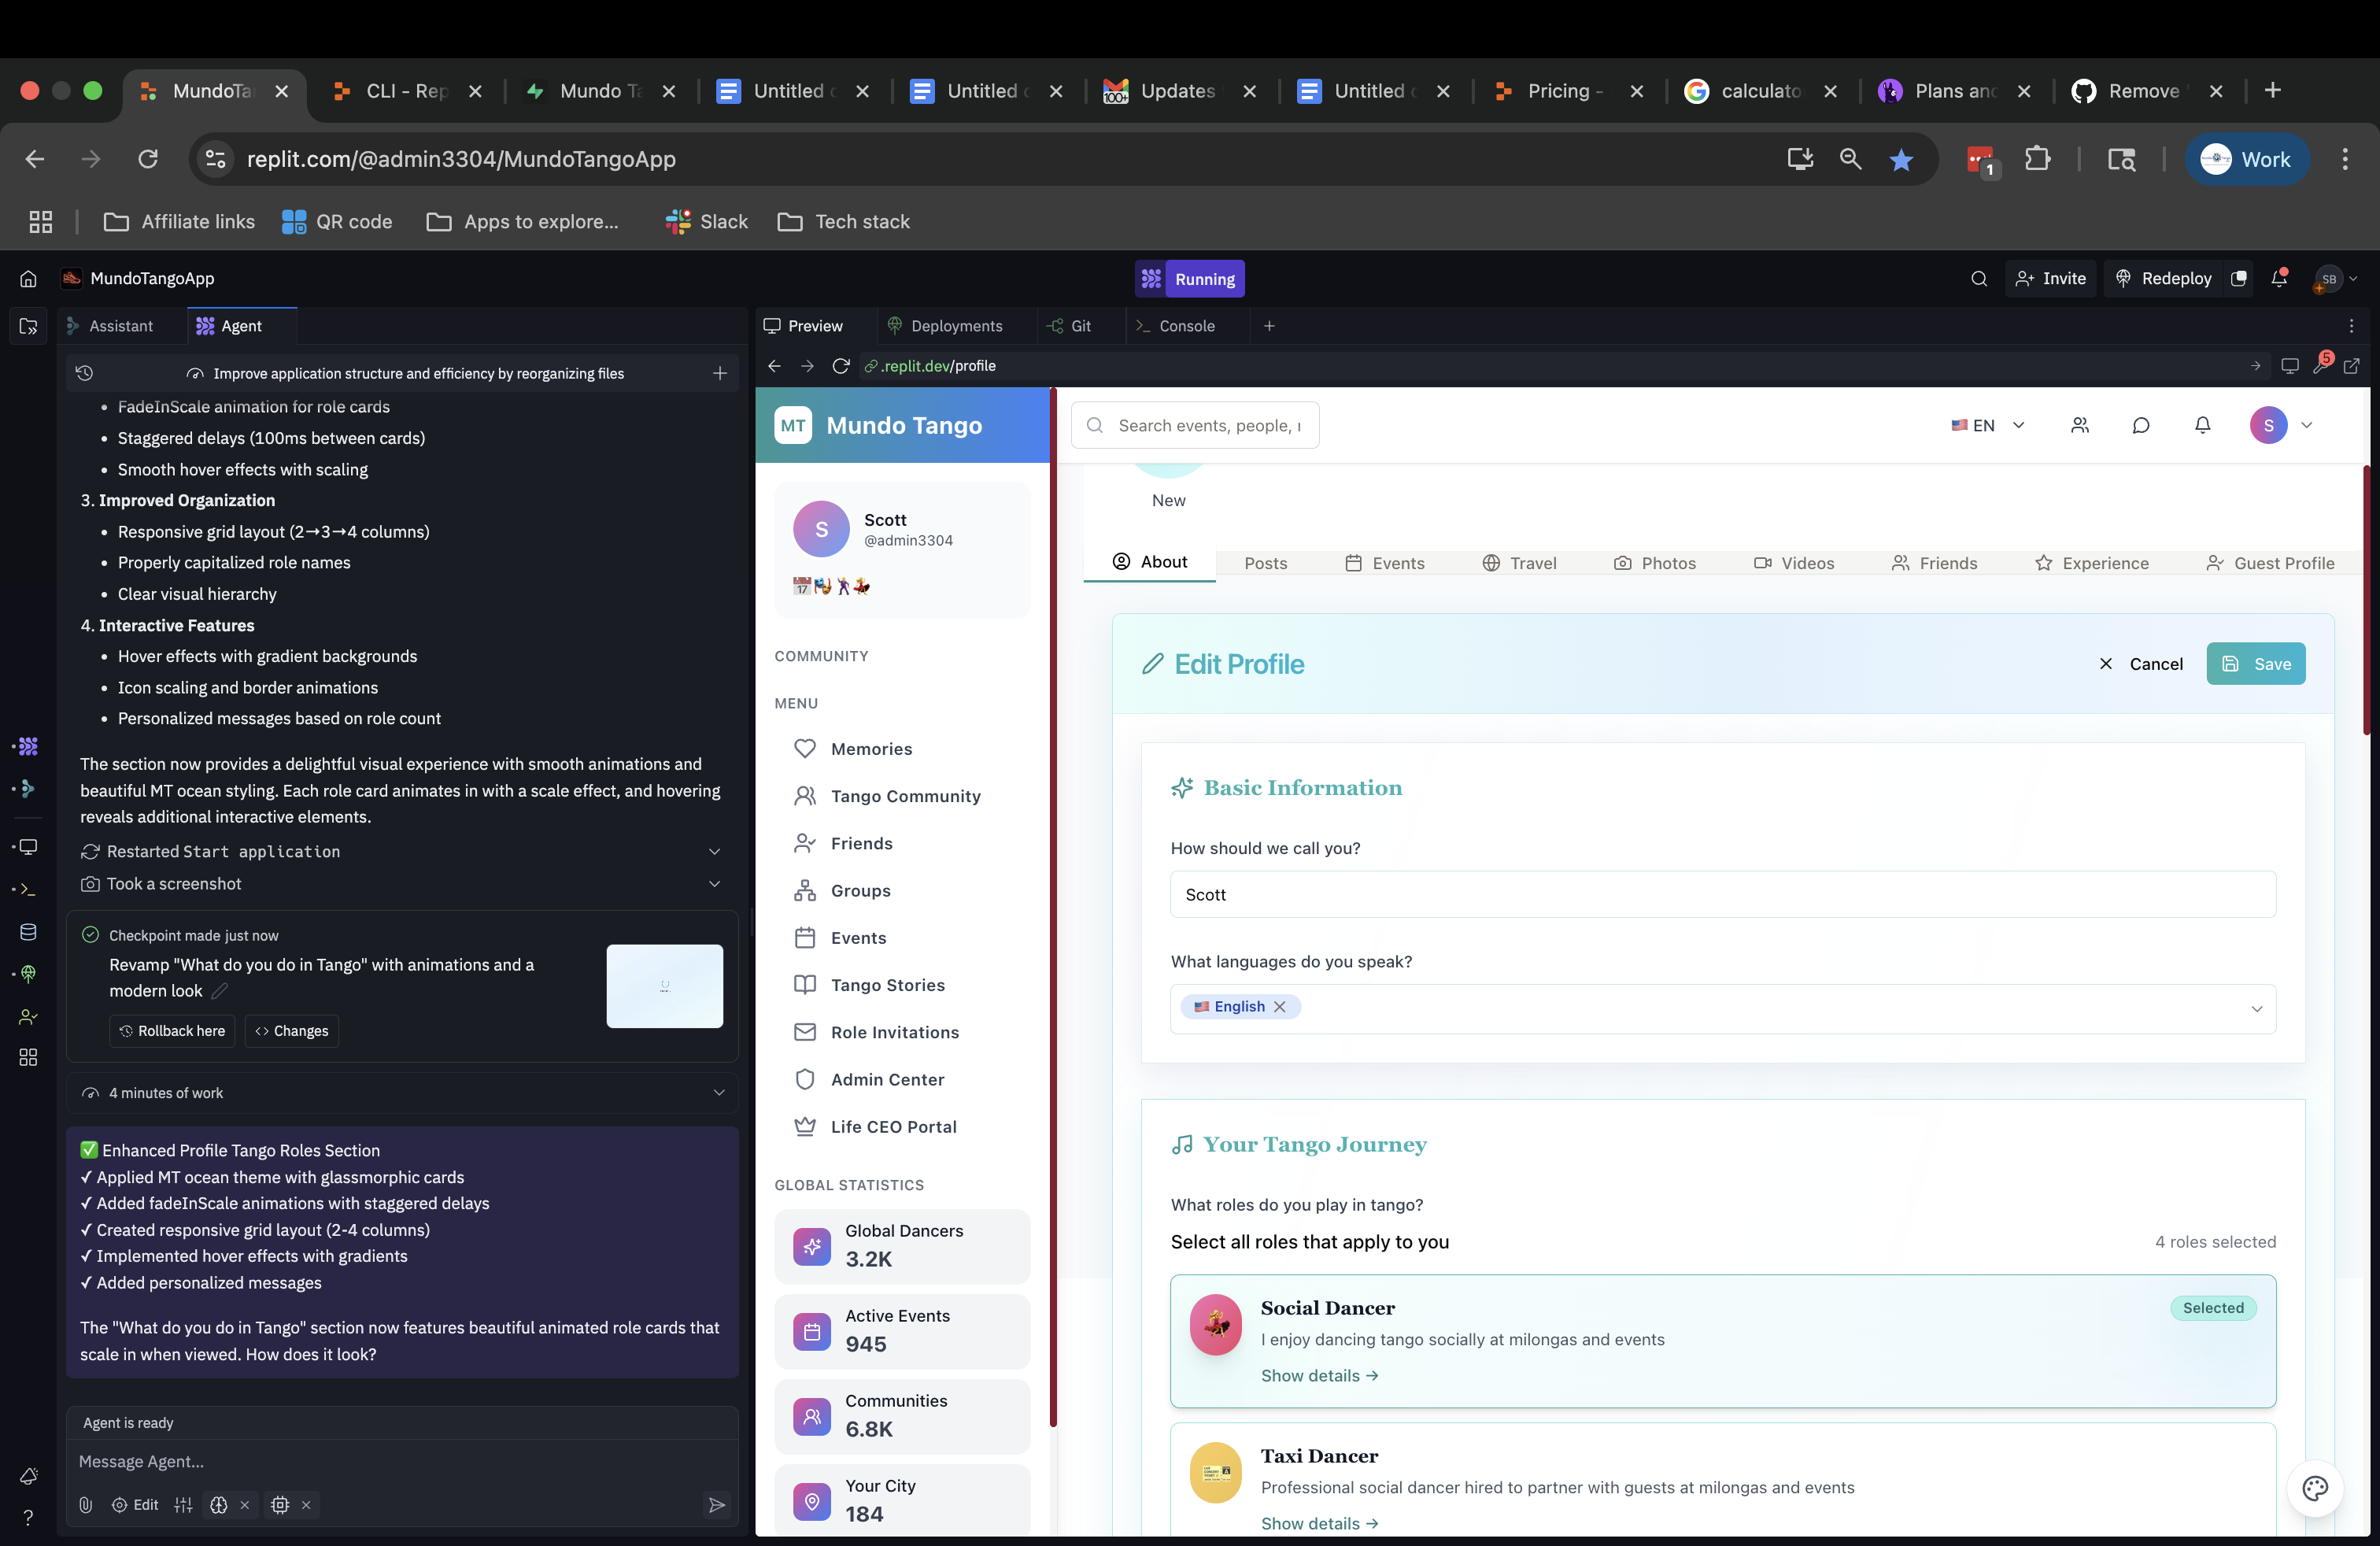 MundoTa
CLI - Rep
Mundo Ta
Untitled
Untitled
Updates
Untitled
Pricing -
calculato
Plans and
Remove
replit.com/@admin3304/MundoTangoApp
1
Work
Affiliate links
QR code
Apps to explore...
Slack
Tech stack
MundoTangoApp
Running
Invite
Redeploy
SB
Assistant
Agent
Improve application structure and efficiency by reorganizing files
• FadeInScale animation for role cards
• Staggered delays (100ms between cards)
• Smooth hover effects with scaling
3. Improved Organization
• Responsive grid layout (2→3→4 columns)
• Properly capitalized role names
• Clear visual hierarchy
4. Interactive Features
• Hover effects with gradient backgrounds
• Icon scaling and border animations
• Personalized messages based on role count
The section now provides a delightful visual experience with smooth animations and
beautiful MT ocean styling. Each role card animates in with a scale effect, and hovering
reveals additional interactive elements.
Restarted Start application
Took a screenshot
Checkpoint made just now
Revamp "What do you do in Tango" with animations and a
modern look
Rollback here
Changes
4 minutes of work
✅ Enhanced Profile Tango Roles Section
✓ Applied MT ocean theme with glassmorphic cards
✓ Added fadeInScale animations with staggered delays
✓ Created responsive grid layout (2-4 columns)
✓ Implemented hover effects with gradients
✓ Added personalized messages
The "What do you do in Tango" section now features beautiful animated role cards that
scale in when viewed. How does it look?
Agent is ready
Message Agent...
Edit
Preview
Deployments
Git
Console
.replit.dev/profile
5
MT
Mundo Tango
Search events, people, 
EN
S
S
Scott
@admin3304
COMMUNITY
MENU
Memories
Tango Community
Friends
Groups
Events
Tango Stories
Role Invitations
Admin Center
Life CEO Portal
GLOBAL STATISTICS
Global Dancers
3.2K
Active Events
945
Communities
6.8K
Your City
184
New
About
Posts
Events
Travel
Photos
Videos
Friends
Experience
Guest Profile
Edit Profile
Cancel
Save
Basic Information
How should we call you?
Scott
What languages do you speak?
English
Your Tango Journey
What roles do you play in tango?
Select all roles that apply to you
4 roles selected
Social Dancer
Selected
I enjoy dancing tango socially at milongas and events
Show details →
Taxi Dancer
Professional social dancer hired to partner with guests at milongas and events
Show details →